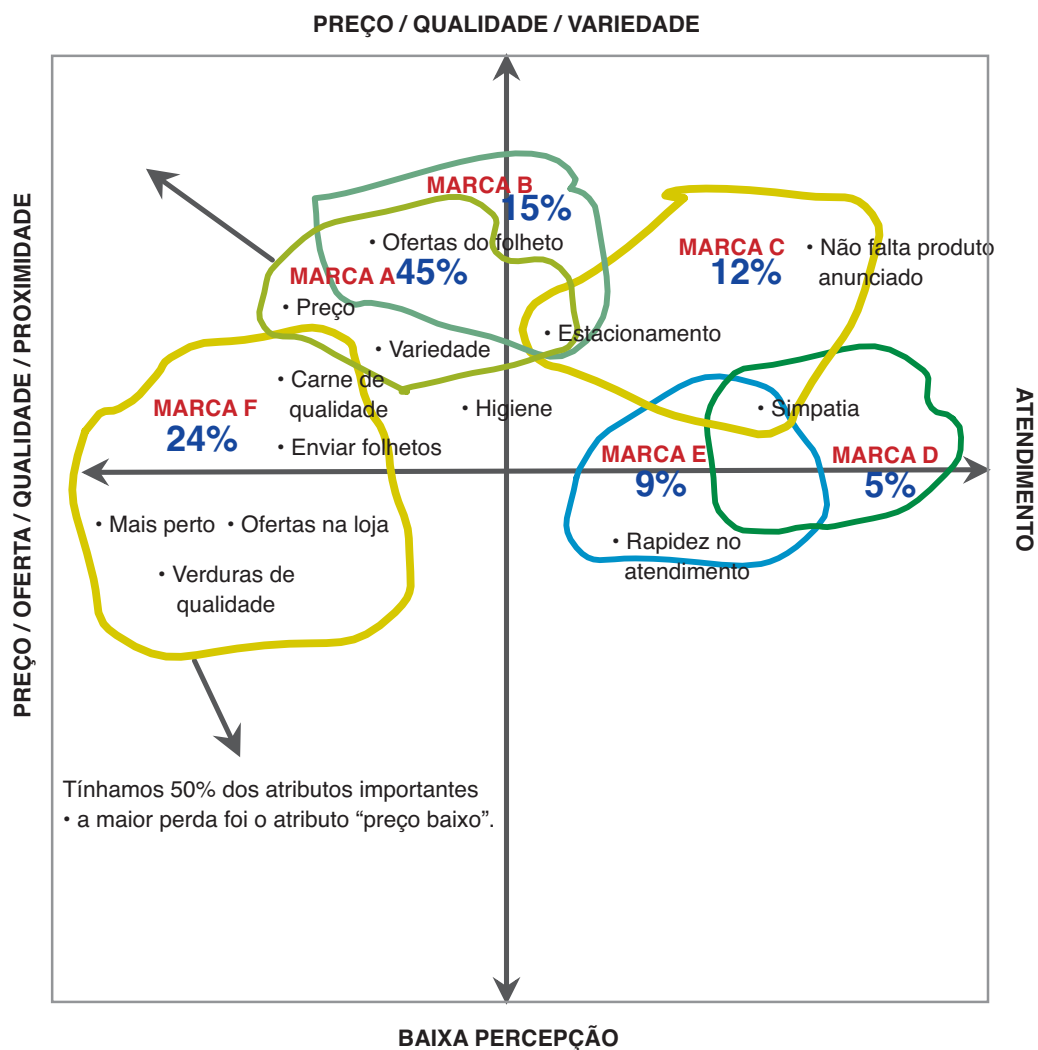 PREÇO / QUALIDADE / VARIEDADE
PREÇO / OFERTA / QUALIDADE / PROXIMIDADE
MARCA B
15%
• Ofertas do folheto
MARCA A 45%
• Preço
MARCA C
12%
• Não falta produto
anunciado
• Estacionamento
• Variedade
• Carne de
qualidade
• Higiene
• Simpatia
MARCA F
24%
• Enviar folhetos
MARCA E
9%
MARCA D
5%
ATENDIMENTO
• Mais perto • Ofertas na loja
• Verduras de
qualidade
• Rapidez no
atendimento
Tínhamos 50% dos atributos importantes
• a maior perda foi o atributo “preço baixo”.
BAIXA PERCEPÇÃO